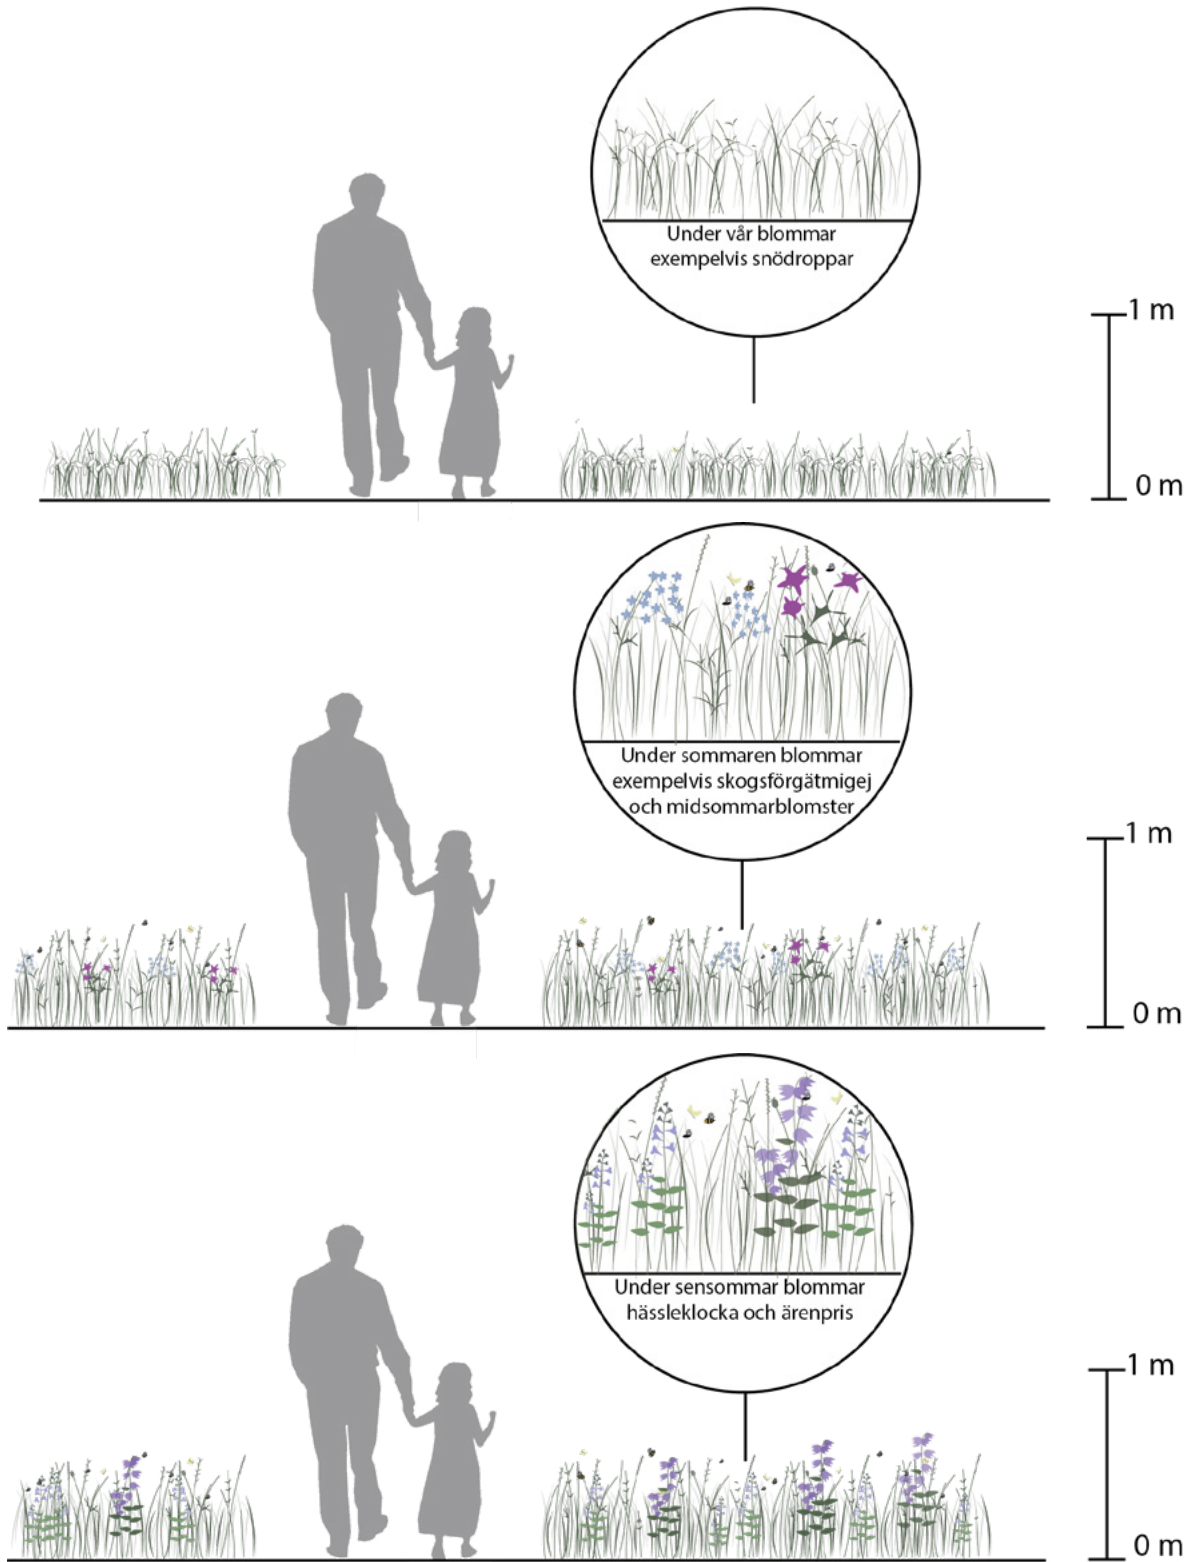 Under vår blommar
exempelvis snödroppar
1 m
0 m
Under sommaren blommar
exempelvis skogsförgätmigej
och midsommarblomster
1 m
0 m
Under sensommar blommar
hässleklocka och ärenpris
1 m
0 m